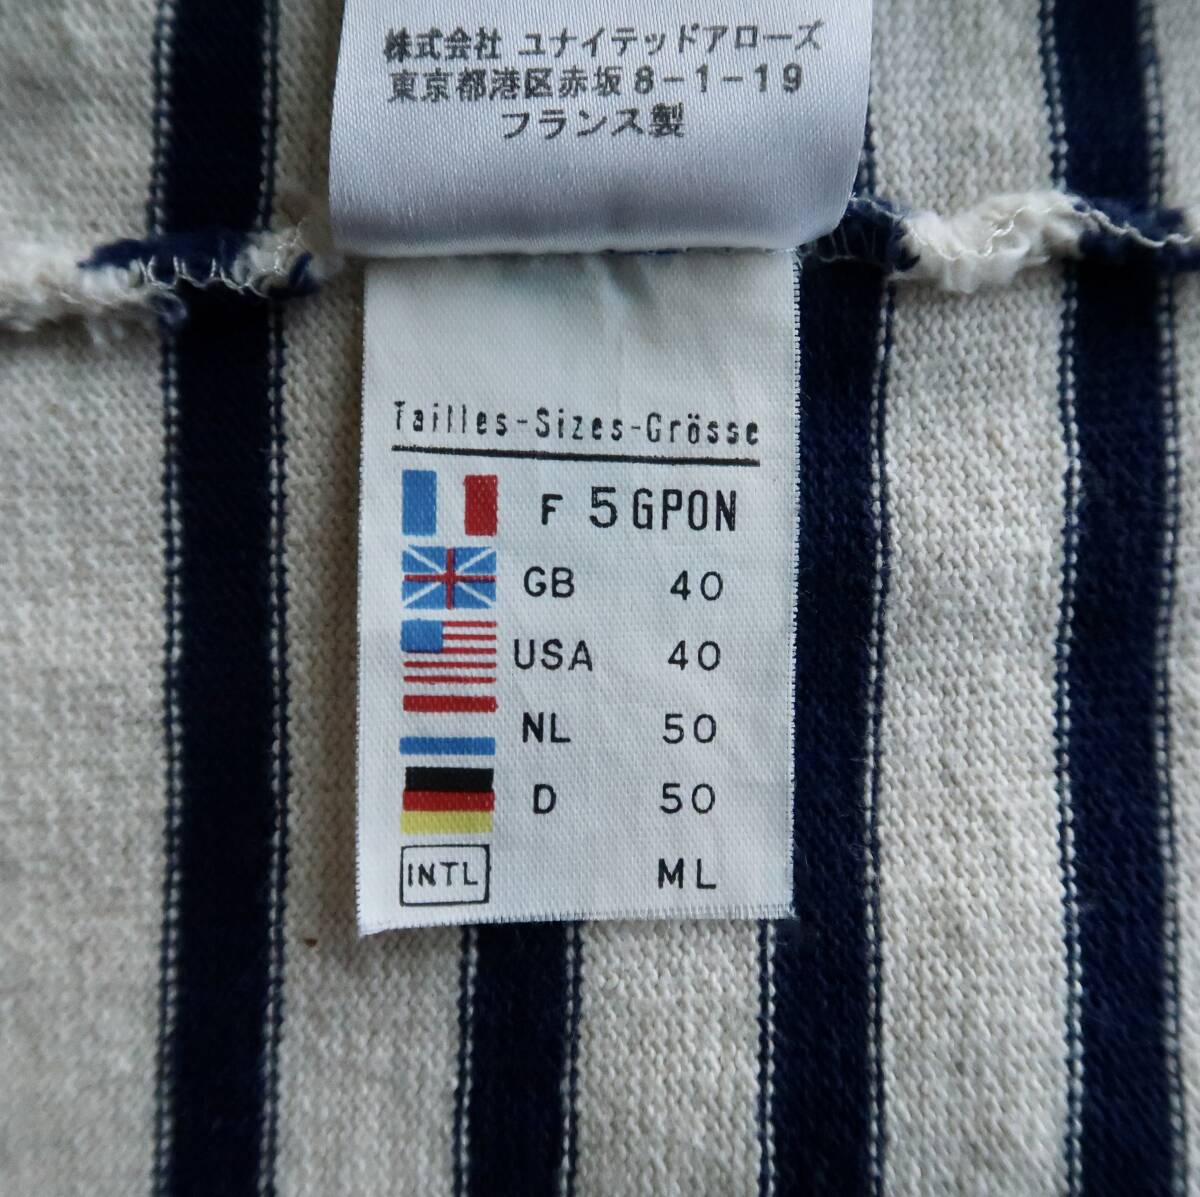 株式会社 ユナイテッドアローズ
東京都港区赤坂8-1-19
フランス製
Tailles-Sizes-Grösse
F 5 GPON
GB 40
USA 40
NL 50
D 50
INTL ML